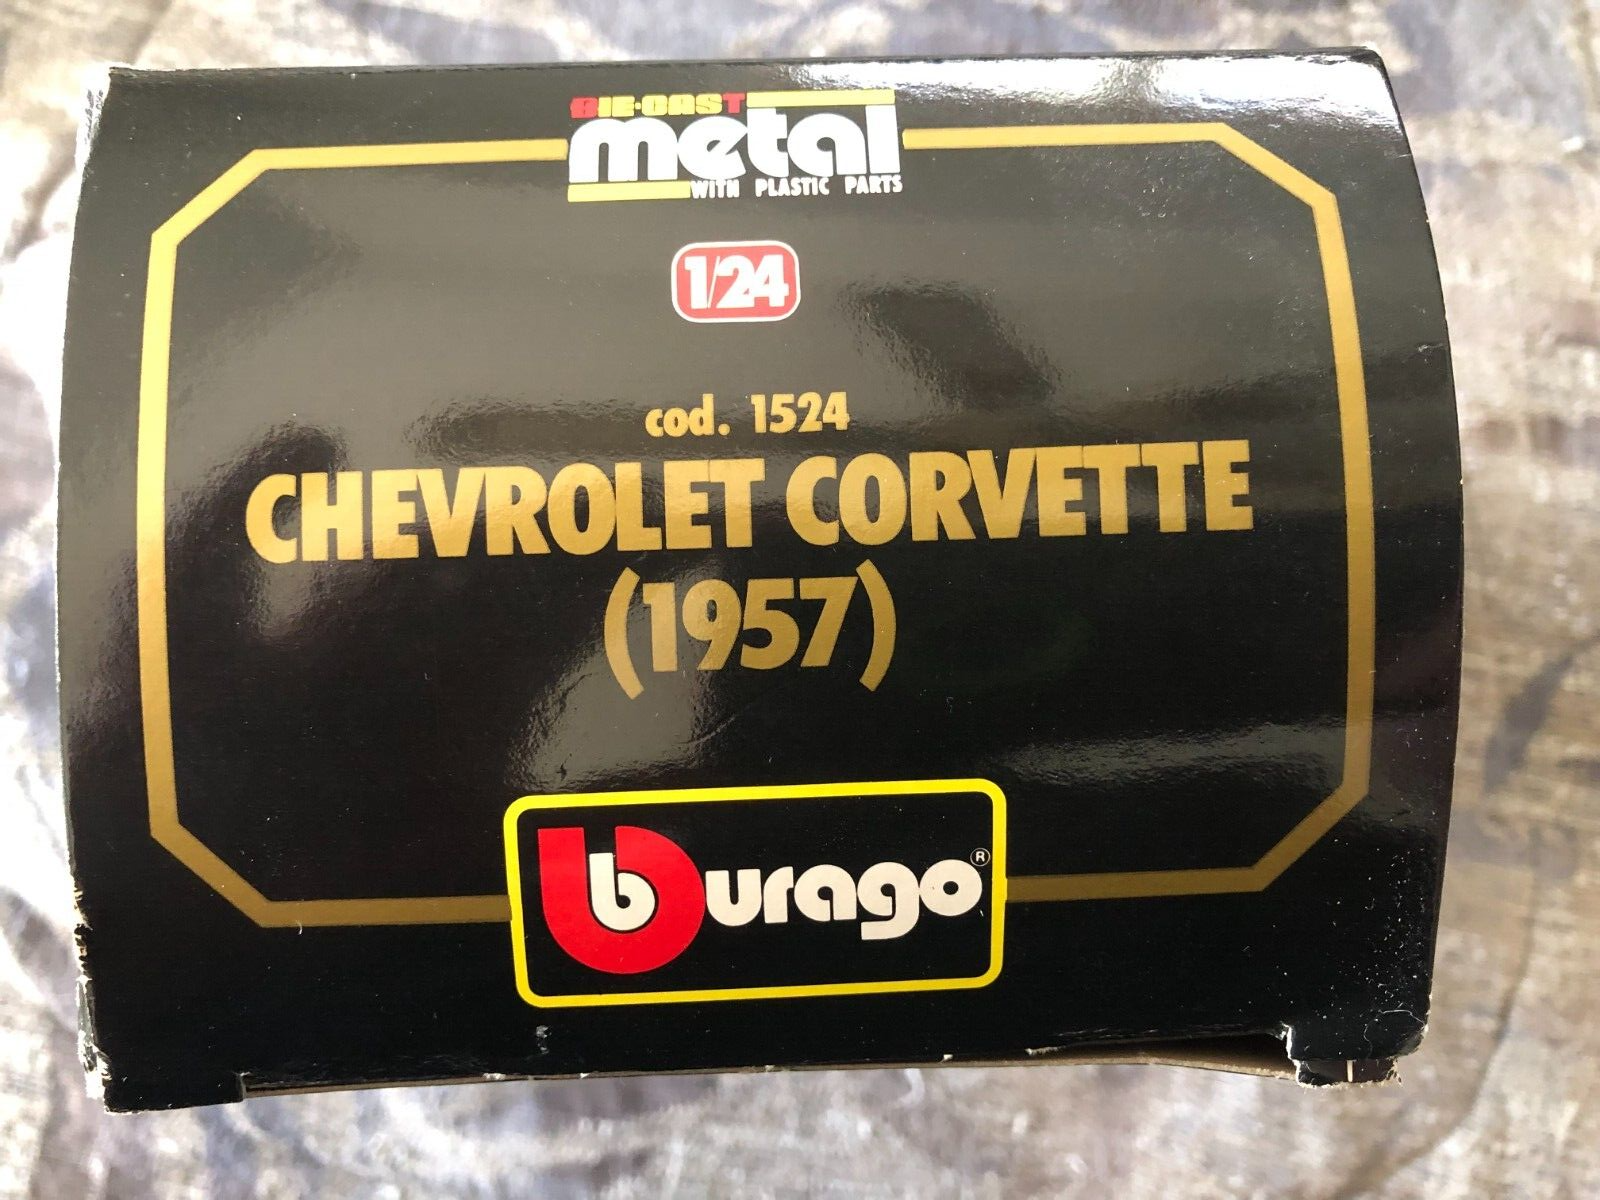 DIE-CAST
metal
WITH PLASTIC PARTS
1/24
cod. 1524
CHEVROLET CORVETTE
(1957)
burago®